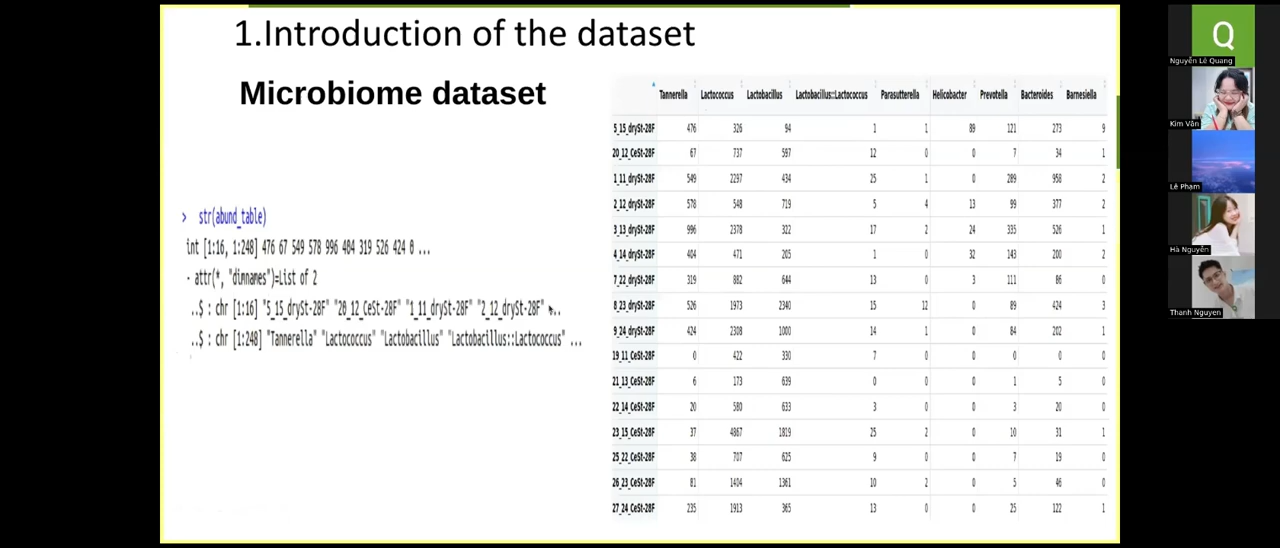 1.Introduction of the dataset
Microbiome dataset
> str(abund_table)
int [1:16, 1:248] 476 67 549 578 996 404 319 526 424 0 ...
- attr(*, "dimnames")=List of 2
..$ : chr [1:16] "5_15_drySt-28F" "20_12_CeSt-28F" "1_11_drySt-28F" "2_12_drySt-28F" ...
..$ : chr [1:248] "Tannerella" "Lactococcus" "Lactobacillus" "Lactobacillus::Lactococcus" ...
Tannerella Lactococcus Lactobacillus Lactobacillus::Lactococcus Parasutterella Helicobacter Prevotella Bacteroides Barnesiella
5_15_drySt-28F 476 326 94 1 1 89 121 273 9
20_12_CeSt-28F 67 737 597 12 0 0 7 34 1
1_11_drySt-28F 549 2297 434 25 1 0 289 958 2
2_12_drySt-28F 578 548 719 5 4 13 99 377 2
3_13_drySt-28F 996 2378 322 17 2 24 335 526 1
4_14_drySt-28F 404 471 205 1 0 32 143 200 2
7_22_drySt-28F 319 882 644 13 0 3 111 86 0
8_23_drySt-28F 526 1973 2340 15 12 0 89 424 3
9_24_drySt-28F 424 2308 1000 14 1 0 84 202 1
19_11_CeSt-28F 0 422 330 7 0 0 0 0 0
21_13_CeSt-28F 6 173 639 0 0 0 1 5 0
22_14_CeSt-28F 20 580 633 3 0 0 3 20 0
23_15_CeSt-28F 37 4867 1819 25 2 0 10 31 1
25_22_CeSt-28F 38 707 625 9 0 0 7 19 0
26_23_CeSt-28F 81 1404 1361 10 2 0 5 46 0
27_24_CeSt-28F 235 1913 365 13 0 0 25 122 1
Q
Nguyễn Lê Quang
Kim Vân
Lê Phạm
Hà Nguyên
Thanh Nguyen